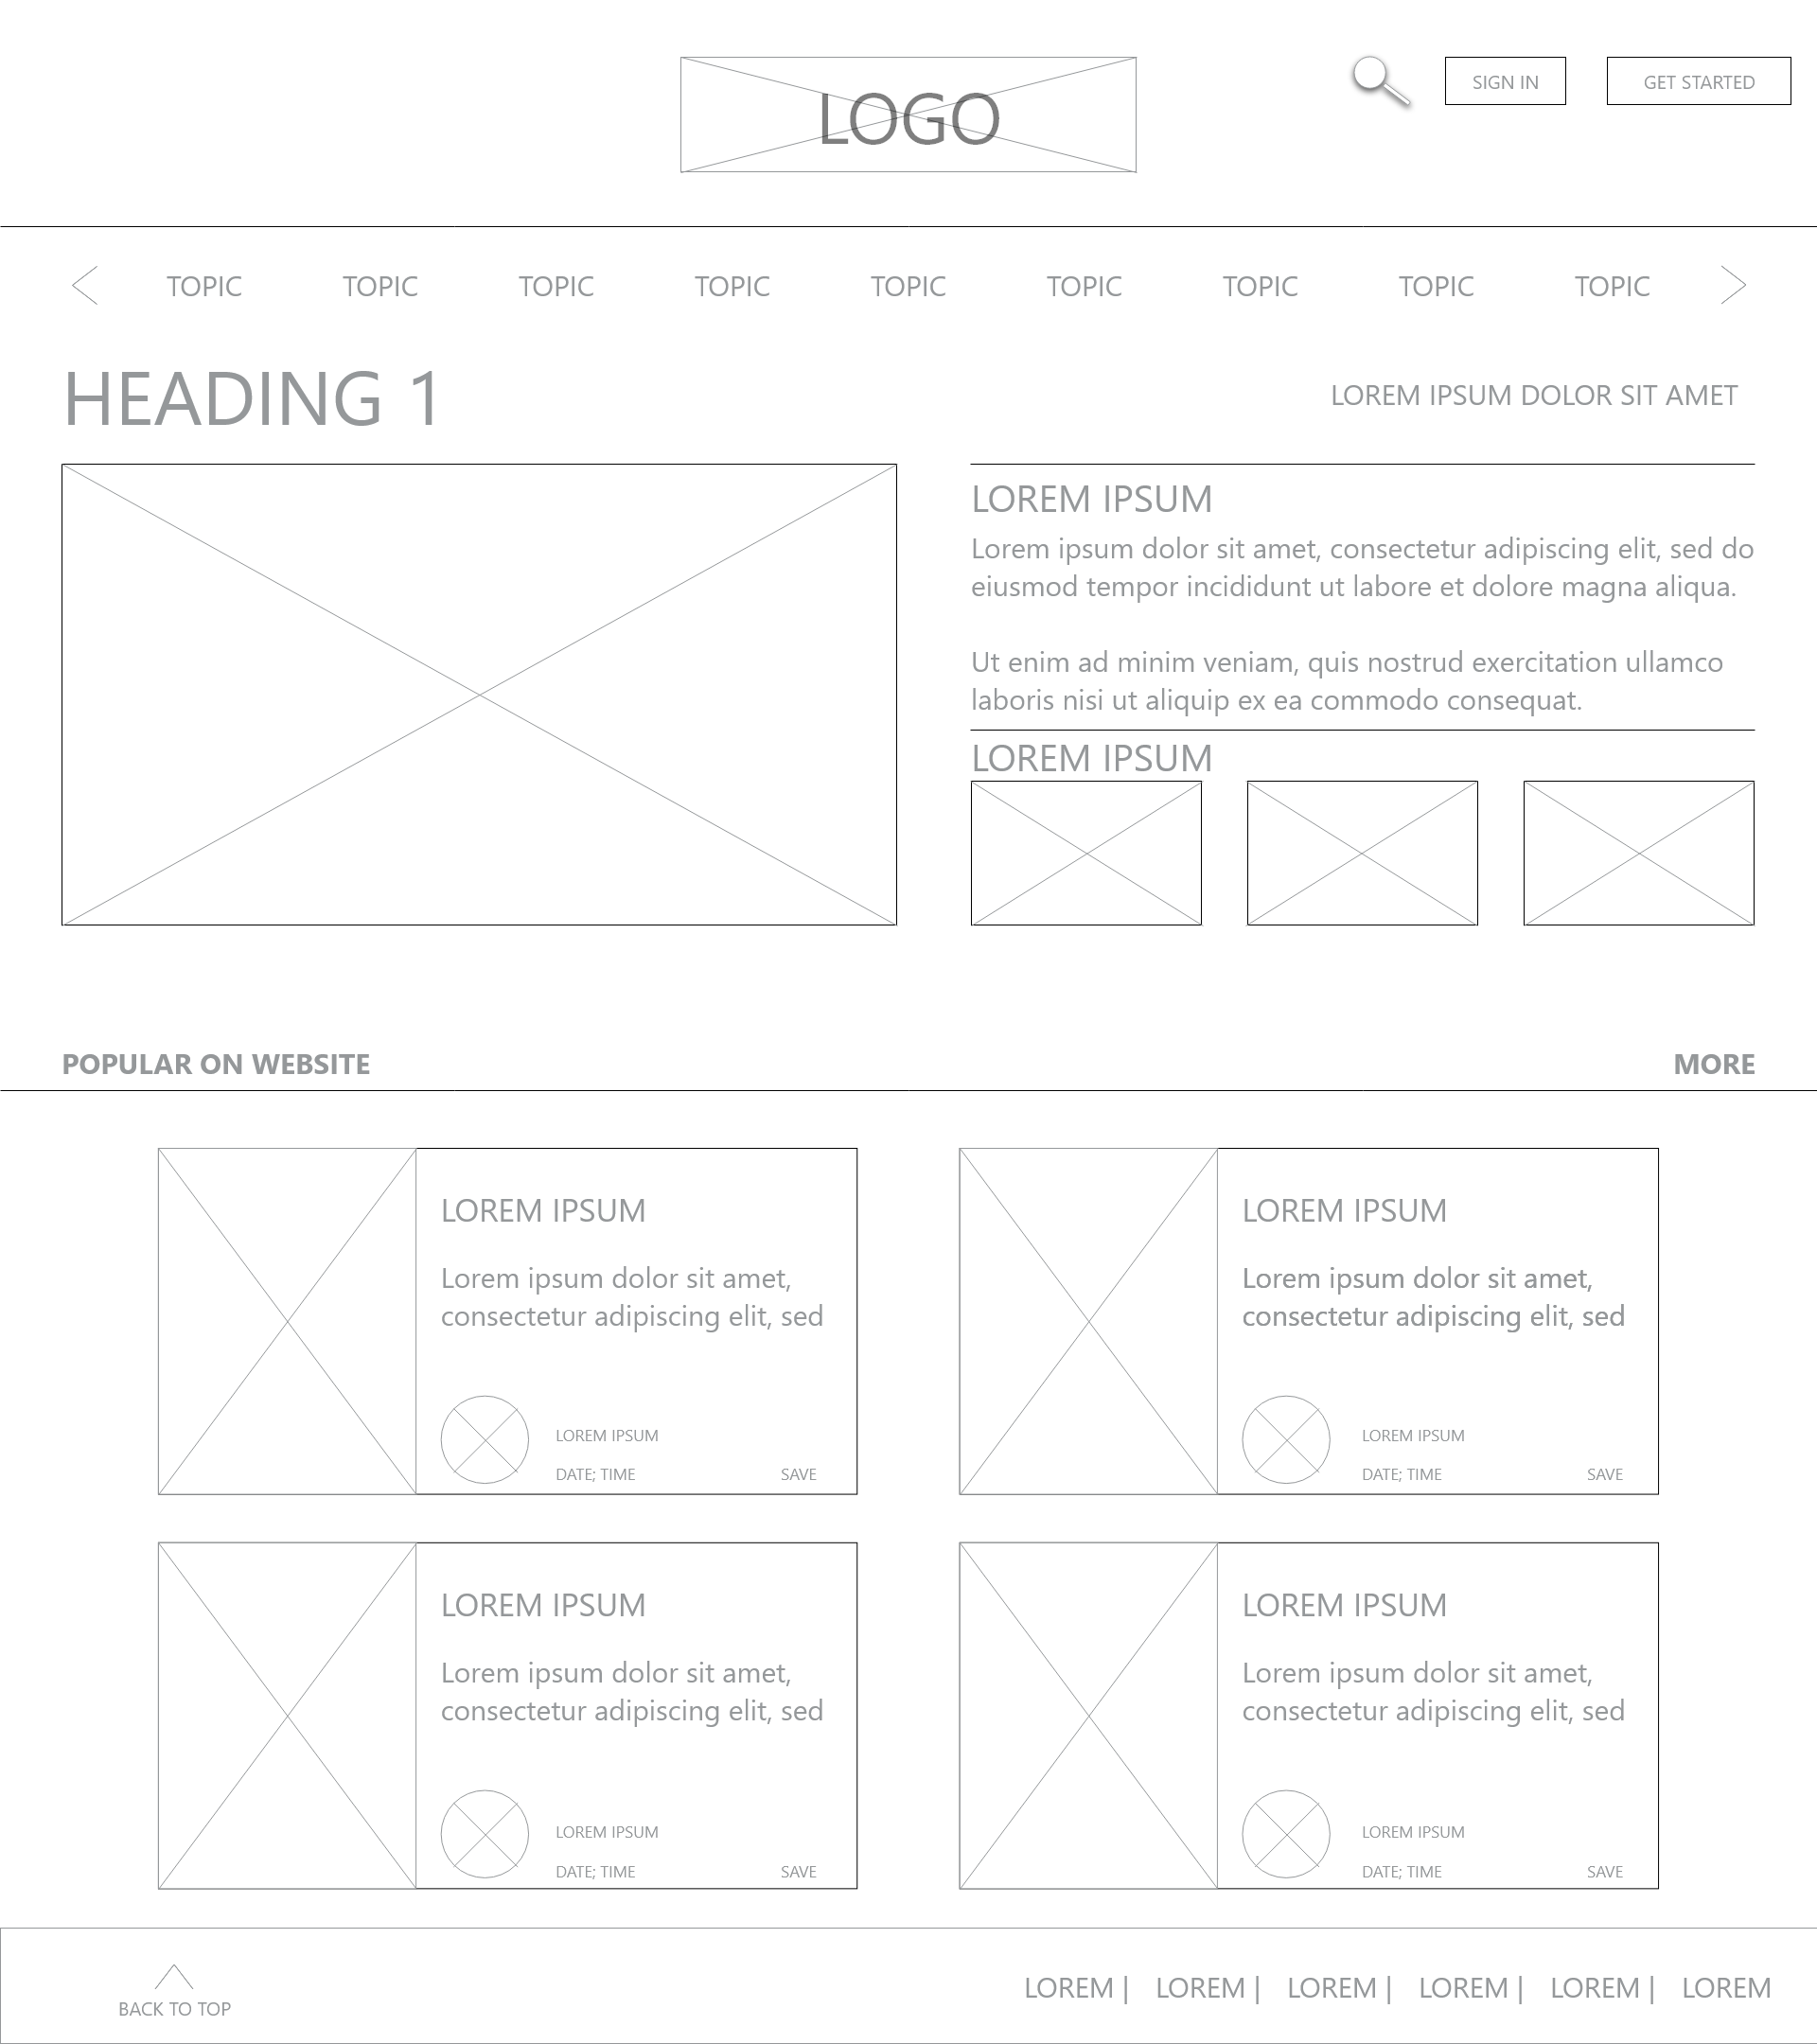 LOGO
SIGN IN
GET STARTED
TOPIC TOPIC TOPIC TOPIC TOPIC TOPIC TOPIC TOPIC TOPIC
HEADING 1
LOREM IPSUM DOLOR SIT AMET
LOREM IPSUM
Lorem ipsum dolor sit amet, consectetur adipiscing elit, sed do
eiusmod tempor incididunt ut labore et dolore magna aliqua.
Ut enim ad minim veniam, quis nostrud exercitation ullamco
laboris nisi ut aliquip ex ea commodo consequat.
LOREM IPSUM
POPULAR ON WEBSITE
MORE
LOREM IPSUM
Lorem ipsum dolor sit amet,
consectetur adipiscing elit, sed
LOREM IPSUM
DATE; TIME
SAVE
LOREM IPSUM
Lorem ipsum dolor sit amet,
consectetur adipiscing elit, sed
LOREM IPSUM
DATE; TIME
SAVE
LOREM IPSUM
Lorem ipsum dolor sit amet,
consectetur adipiscing elit, sed
LOREM IPSUM
DATE; TIME
SAVE
LOREM IPSUM
Lorem ipsum dolor sit amet,
consectetur adipiscing elit, sed
LOREM IPSUM
DATE; TIME
SAVE
BACK TO TOP
LOREM | LOREM | LOREM | LOREM | LOREM | LOREM